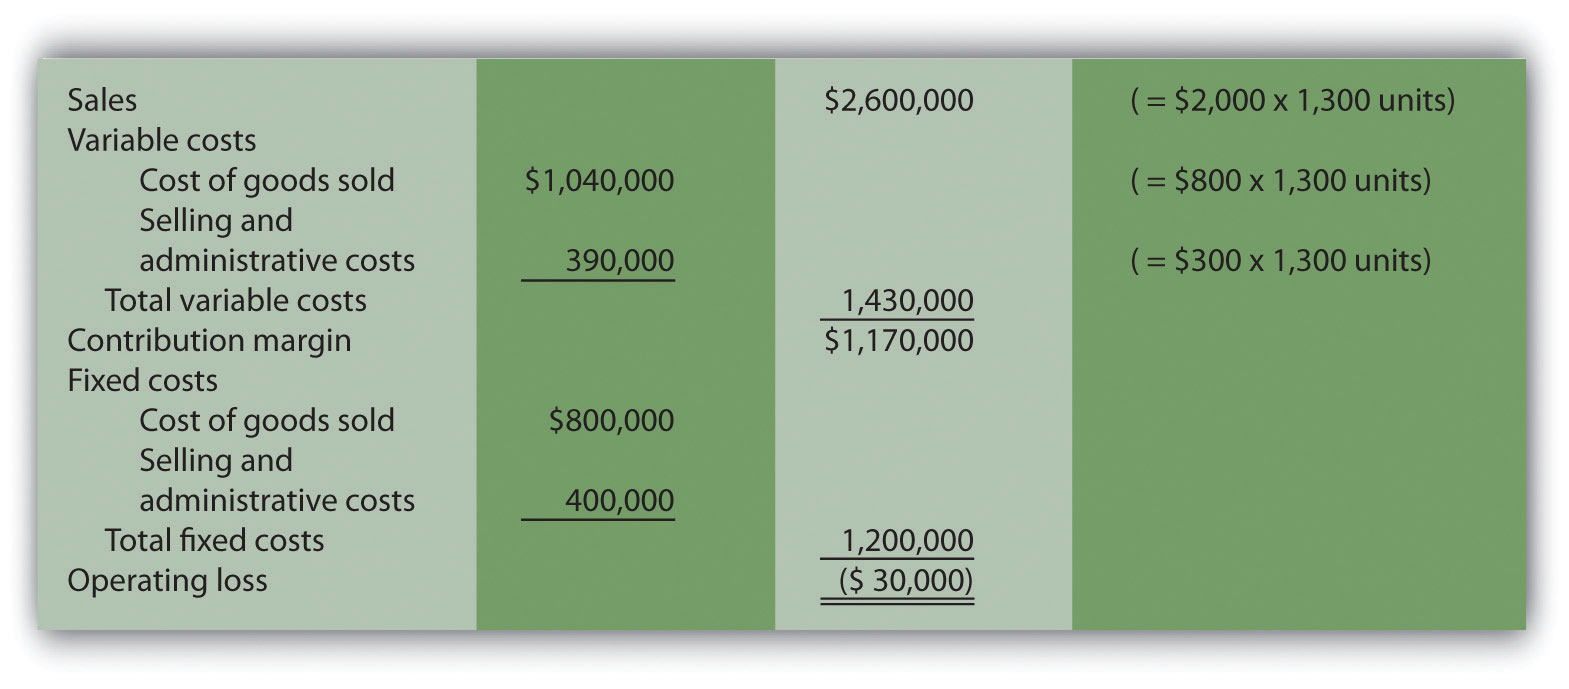 Sales $2,600,000 ( = $2,000 x 1,300 units)
Variable costs
Cost of goods sold $1,040,000 ( = $800 x 1,300 units)
Selling and
administrative costs 390,000 ( = $300 x 1,300 units)
Total variable costs 1,430,000
Contribution margin $1,170,000
Fixed costs
Cost of goods sold $800,000
Selling and
administrative costs 400,000
Total fixed costs 1,200,000
Operating loss ($ 30,000)